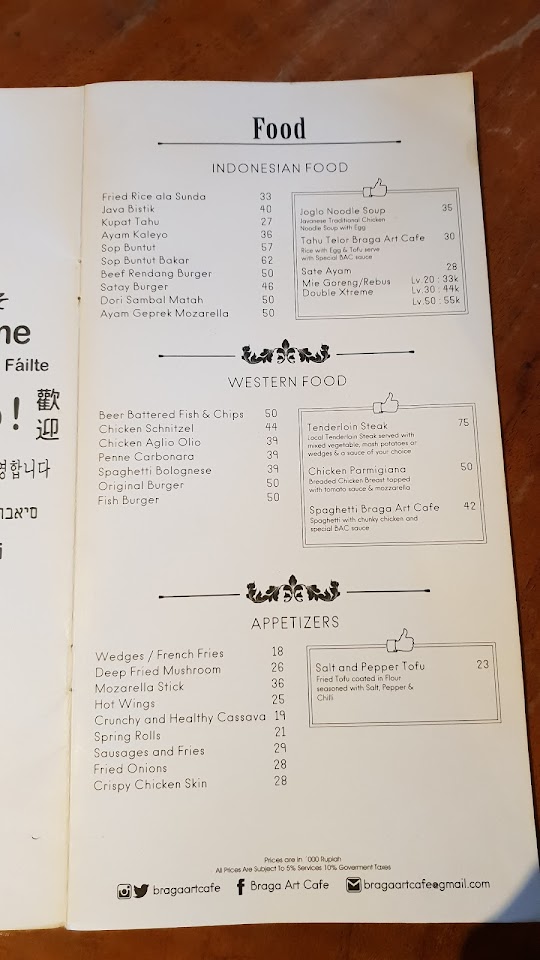 Food
INDONESIAN FOOD
Fried Rice ala Sunda 33
Java Bistik 40
Kupat Tahu 27
Ayam Kaleyo 36
Sop Buntut 57
Sop Buntut Bakar 62
Beef Rendang Burger 50
Satay Burger 46
Dori Sambal Matah 50
Ayam Geprek Mozarella 50
Joglo Noodle Soup 35
Javanese Traditional Chicken
Noodle Soup with Egg
Tahu Telor Braga Art Cafe 30
Rice with Egg & Tofu serve
with Special BAC sauce
Sate Ayam 28
Mie Goreng/Rebus Lv.20 : 33k
Double Xtreme Lv.30 : 44k
Lv.50 : 55k
WESTERN FOOD
Beer Battered Fish & Chips 50
Chicken Schnitzel 44
Chicken Aglio Olio 39
Penne Carbonara 39
Spaghetti Bolognese 39
Original Burger 50
Fish Burger 50
Tenderloin Steak 75
Local Tenderloin Steak served with
mixed vegetable, mash potatoes or
wedges & a sauce of your choice
Chicken Parmigiana 50
Breaded Chicken Breast topped
with tomato sauce & mozzarella
Spaghetti Braga Art Cafe 42
Spaghetti with chunky chicken and
special BAC sauce
APPETIZERS
Wedges / French Fries 18
Deep Fried Mushroom 26
Mozarella Stick 36
Hot Wings 25
Crunchy and Healthy Cassava 19
Spring Rolls 21
Sausages and Fries 29
Fried Onions 28
Crispy Chicken Skin 28
Salt and Pepper Tofu 23
Fried Tofu coated in Flour
seasoned with Salt, Pepper &
Chili
Prices are in '000 Rupiah
All Prices Are Subject To 5% Services 10% Goverment Taxes
bragaartcafe Braga Art Cafe bragaartcafe@gmail.com
Fáilte
!
歡
迎
합니다